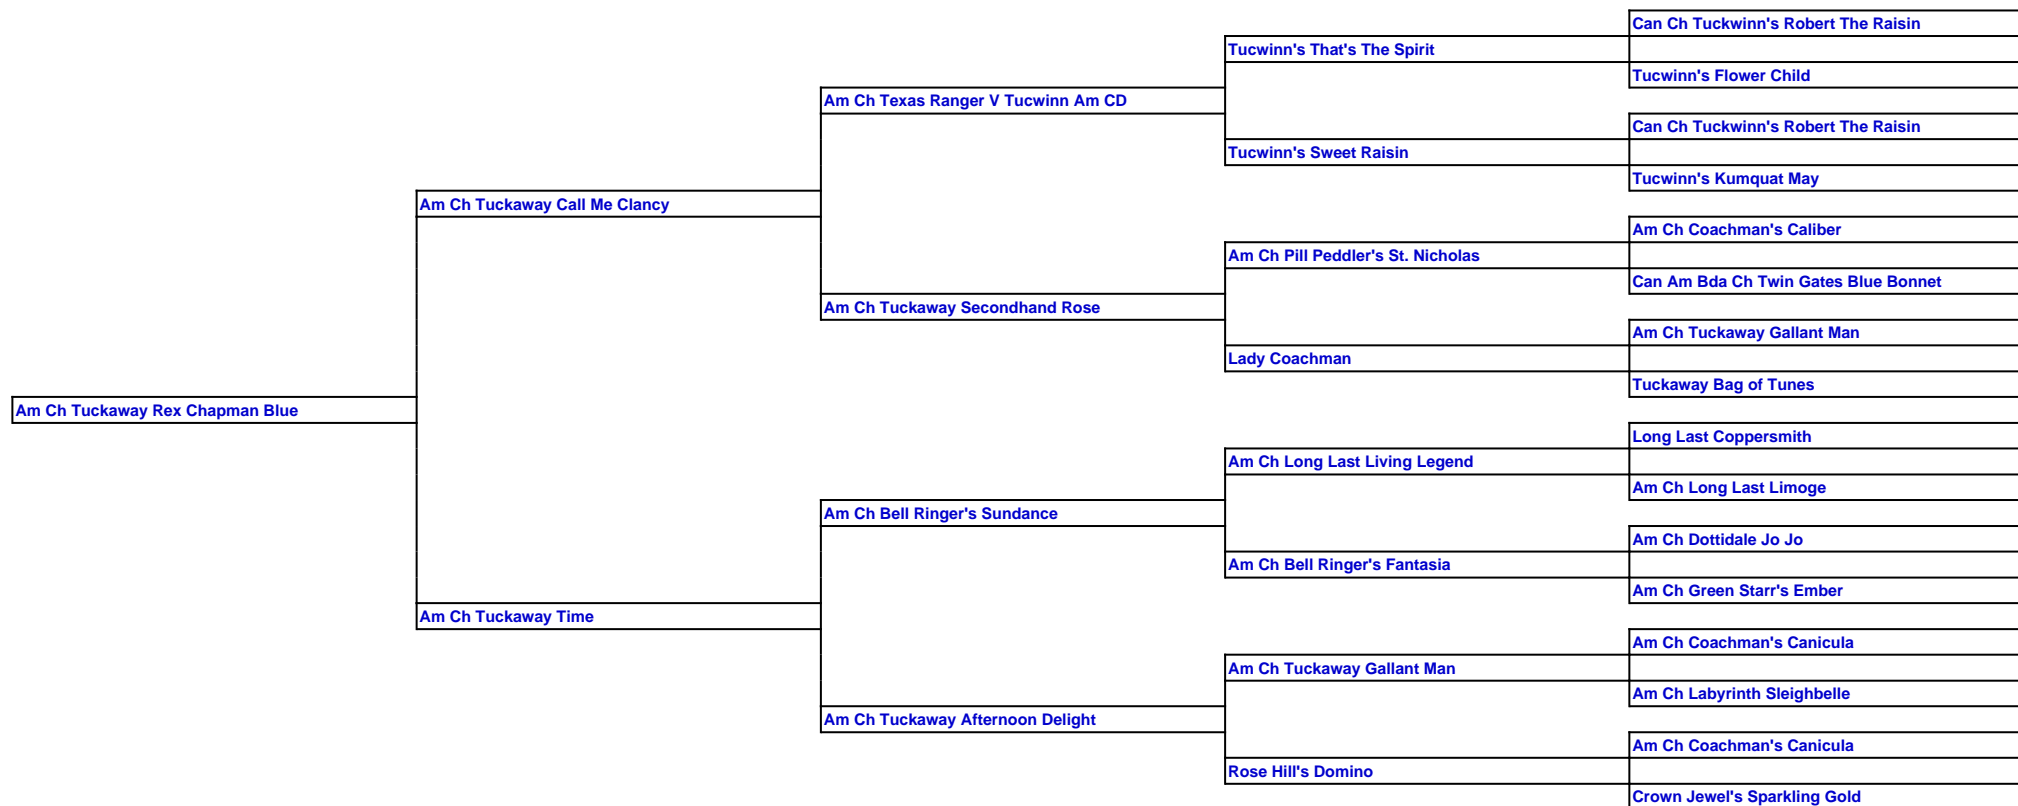 Can Ch Tuckwinn's Robert The Raisin
Tucwinn's That's The Spirit
Tucwinn's Flower Child
Am Ch Texas Ranger V Tucwinn Am CD
Can Ch Tuckwinn's Robert The Raisin
Tucwinn's Sweet Raisin
Tucwinn's Kumquat May
Am Ch Tuckaway Call Me Clancy
Am Ch Coachman's Caliber
Am Ch Pill Peddler's St. Nicholas
Can Am Bda Ch Twin Gates Blue Bonnet
Am Ch Tuckaway Secondhand Rose
Am Ch Tuckaway Gallant Man
Lady Coachman
Tuckaway Bag of Tunes
Am Ch Tuckaway Rex Chapman Blue
Long Last Coppersmith
Am Ch Long Last Living Legend
Am Ch Long Last Limoge
Am Ch Bell Ringer's Sundance
Am Ch Dottidale Jo Jo
Am Ch Bell Ringer's Fantasia
Am Ch Green Starr's Ember
Am Ch Tuckaway Time
Am Ch Coachman's Canicula
Am Ch Tuckaway Gallant Man
Am Ch Labyrinth Sleighbelle
Am Ch Tuckaway Afternoon Delight
Am Ch Coachman's Canicula
Rose Hill's Domino
Crown Jewel's Sparkling Gold